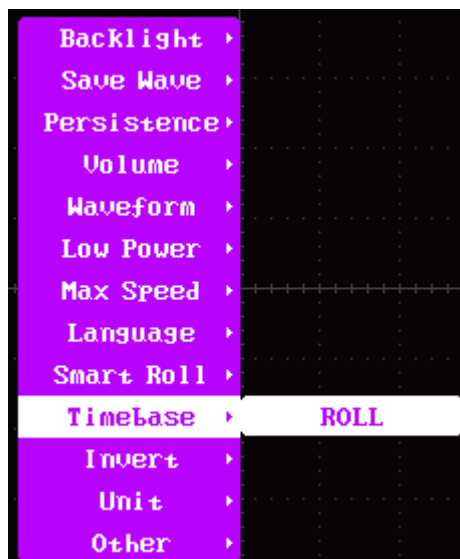 Backlight
Save Wave
Persistence
Volume
Waveform
Low Power
Max Speed
Language
Smart Roll
Timebase ROLL
Invert
Unit
Other